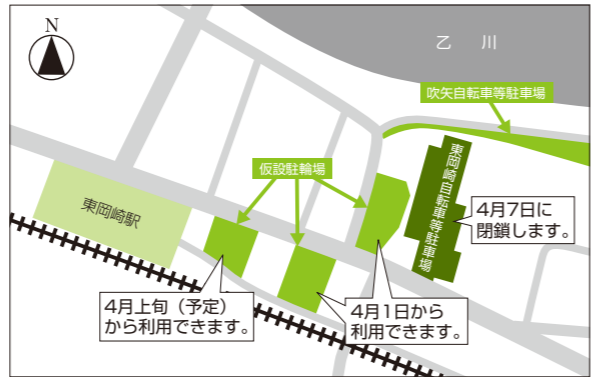 N
乙川
吹矢自転車等駐車場
仮設駐輪場
東岡崎自転車等駐車場
東岡崎駅
4月7日に
閉鎖します。
4月上旬（予定）
から利用できます。
4月1日から
利用できます。